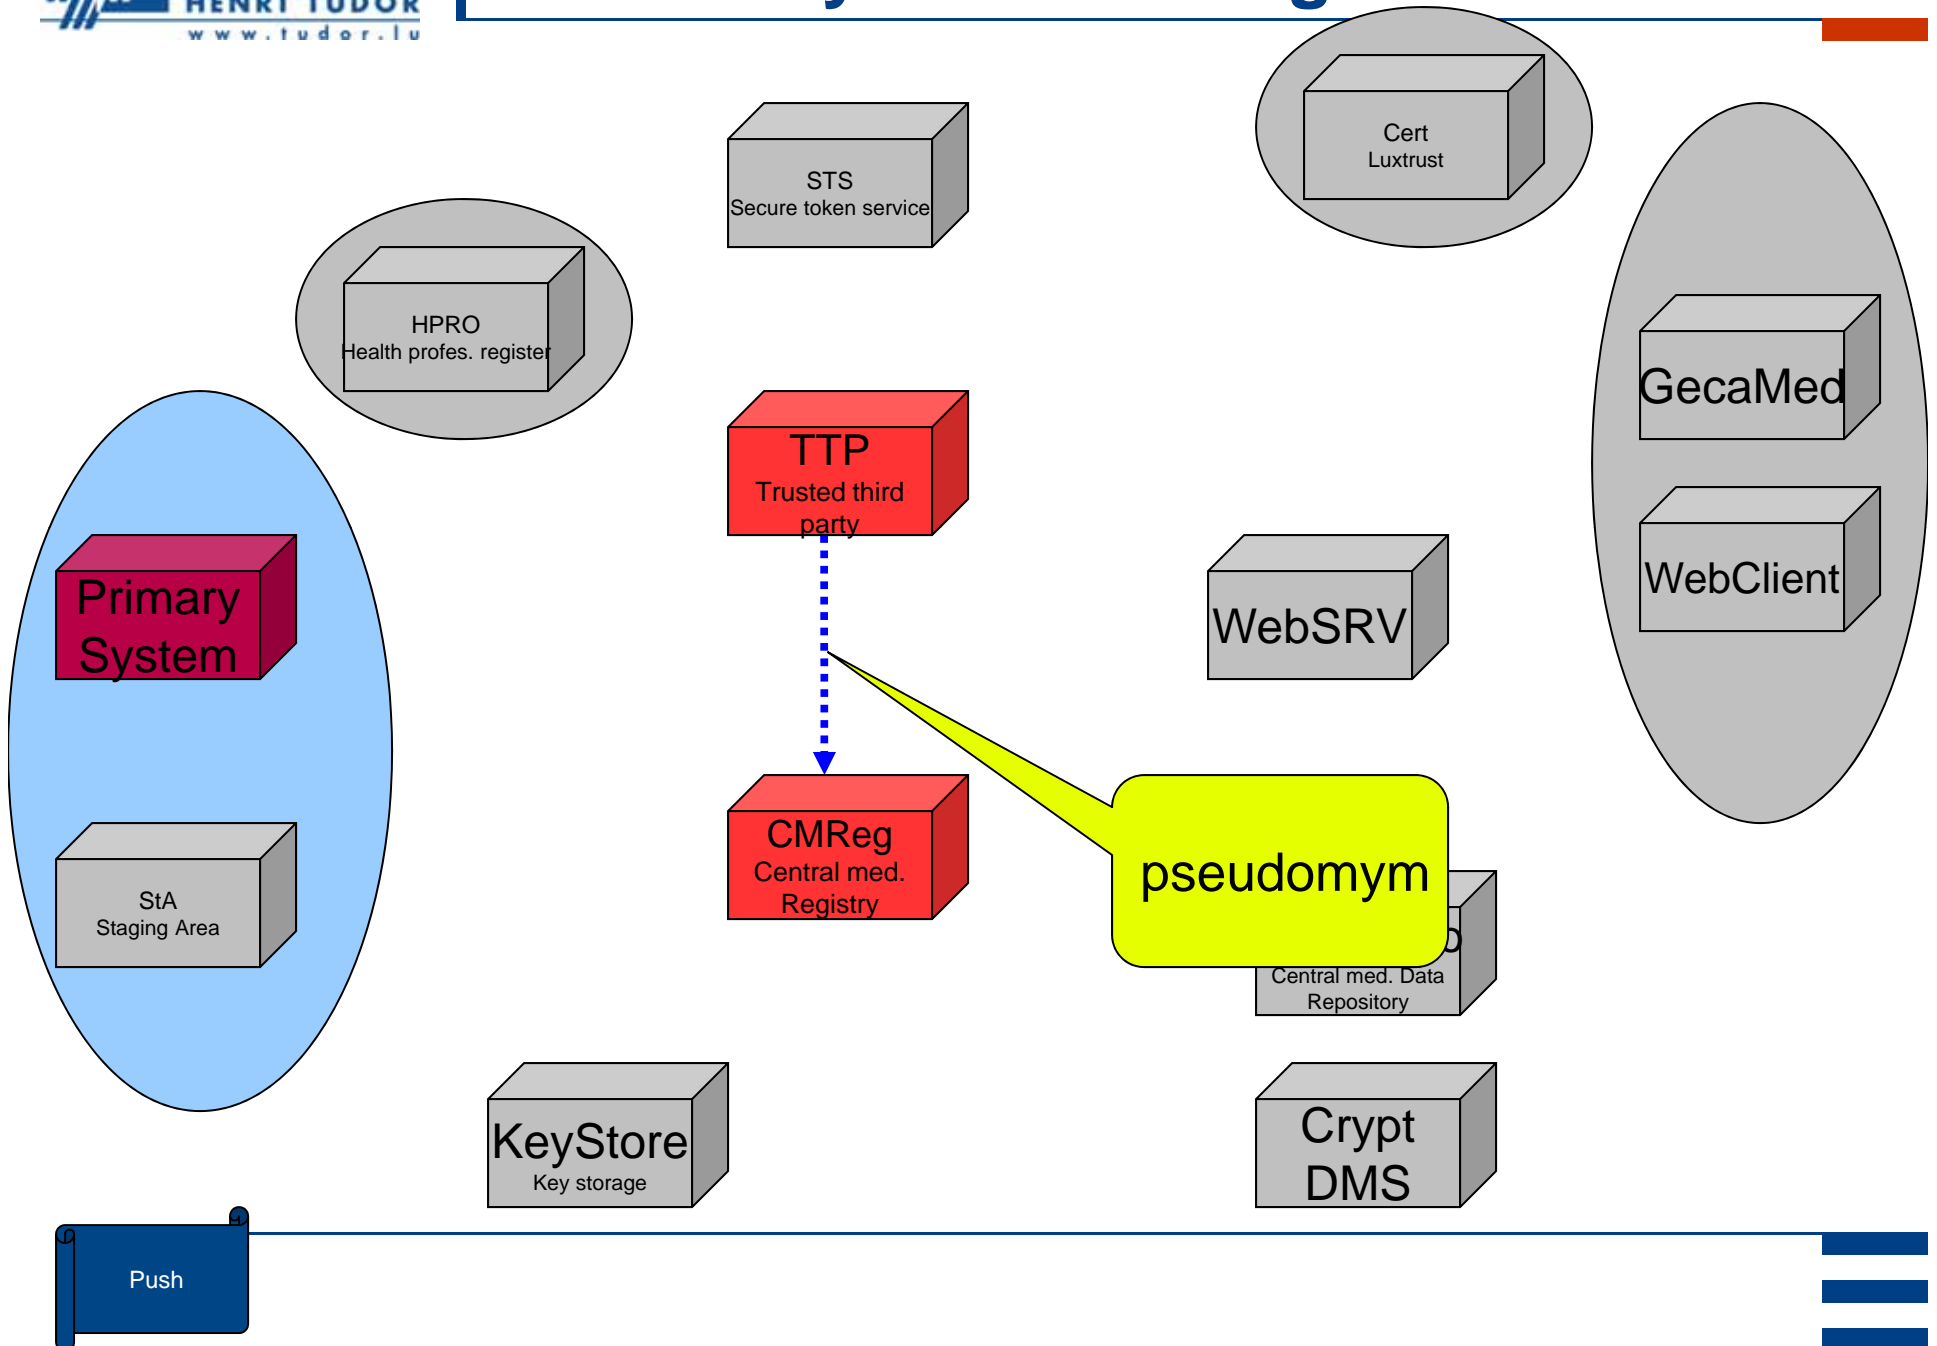 HENRI TUDOR
www.tudor.lu
Cert
Luxtrust
STS
Secure token service
HPRO
Health profes. register
GecaMed
TTP
Trusted third
party
WebClient
Primary
System
WebSRV
CMReg
Central med.
Registry
pseudomym
StA
Staging Area
Central med. Data
Repository
KeyStore
Key storage
Crypt
DMS
Push